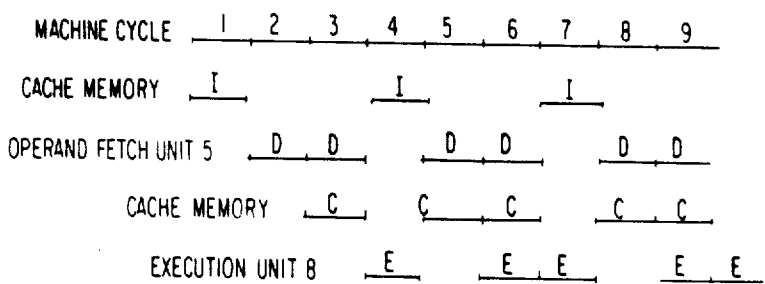 MACHINE CYCLE 1 2 3 4 5 6 7 8 9
CACHE MEMORY I I I
OPERAND FETCH UNIT 5 D D D D D D
CACHE MEMORY C C C C C
EXECUTION UNIT 8 E E E E E